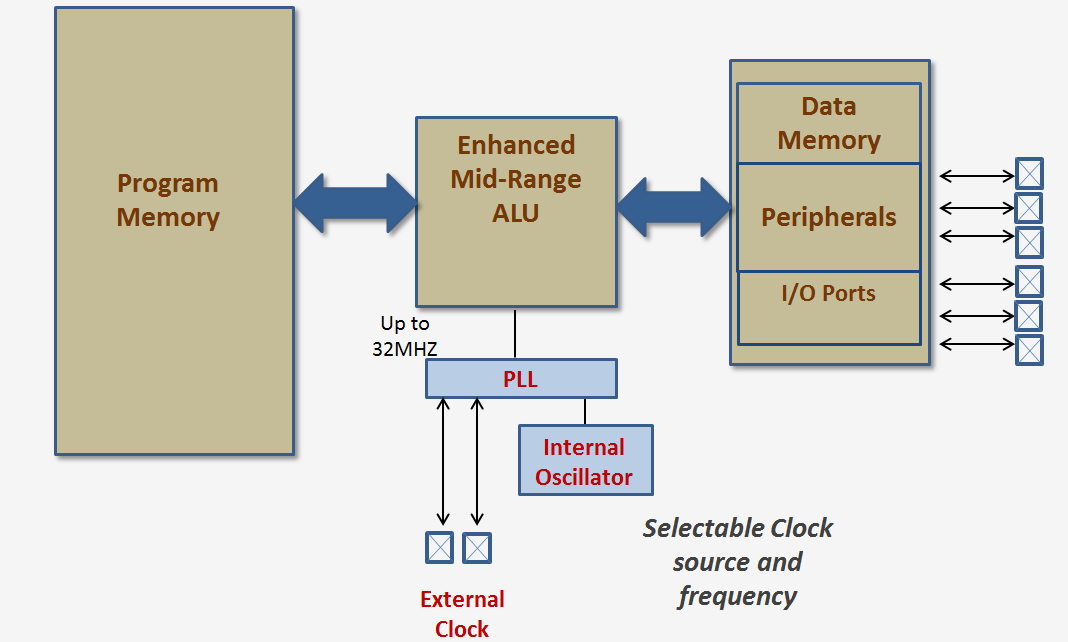 Program
Memory
Enhanced
Mid-Range
ALU
Data
Memory
Peripherals
I/O Ports
Up to
32MHZ
PLL
Internal
Oscillator
External
Clock
Selectable Clock
source and
frequency